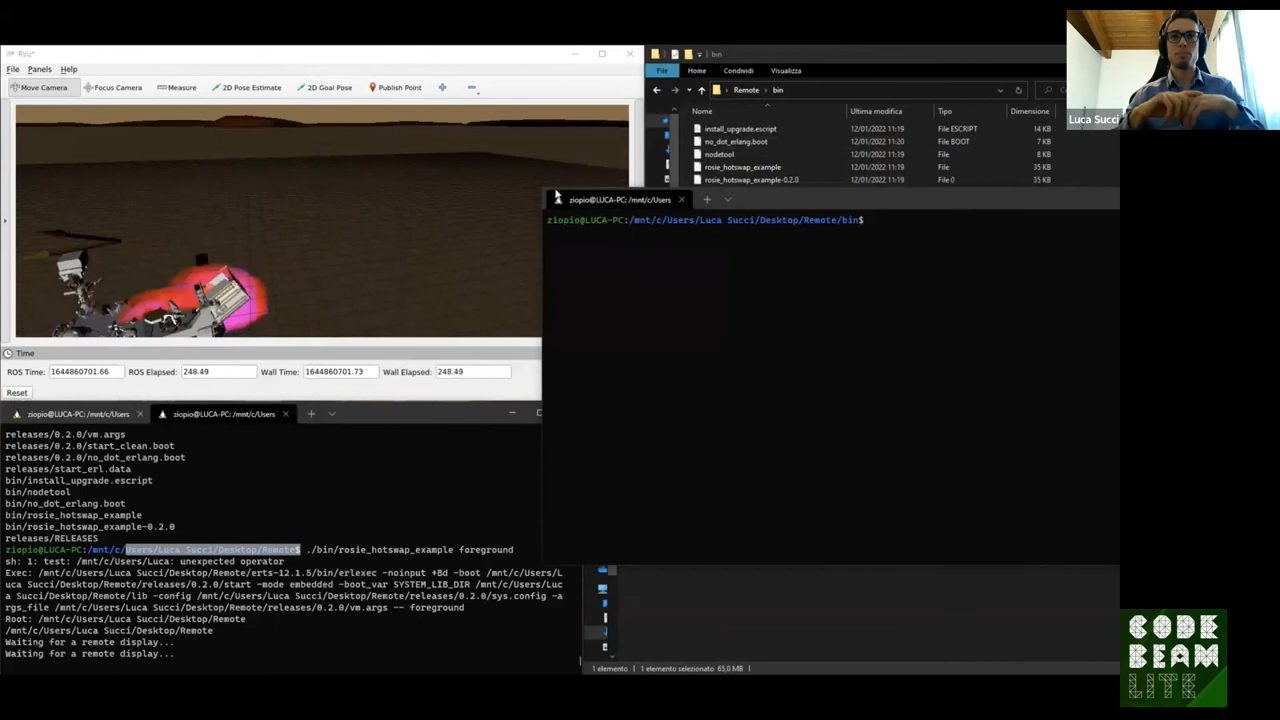 RViz*
File Panels Help
Move Camera Focus Camera Measure 2D Pose Estimate 2D Goal Pose Publish Point
Time
ROS Time: 1644860701.66 ROS Elapsed: 248.49 Wall Time: 1644860701.73 Wall Elapsed: 248.49
Reset
bin
File Home Condividi Visualizza
Remote bin
Nome Ultima modifica Tipo Dimensione
install_upgrade.escript 12/01/2022 11:19 File ESCRIPT 14 KB
no_dot_erlang.boot 12/01/2022 11:20 File BOOT 7 KB
nodetool 12/01/2022 11:19 File 8 KB
rosie_hotswap_example 12/01/2022 11:19 File 35 KB
rosie_hotswap_example-0.2.0 12/01/2022 11:19 File 0 35 KB
Luca Succi
ziopio@LUCA-PC: /mnt/c/Users
ziopio@LUCA-PC:/mnt/c/Users/Luca Succi/Desktop/Remote/bin$
ziopio@LUCA-PC: /mnt/c/Users ziopio@LUCA-PC: /mnt/c/Users
releases/0.2.0/vm.args
releases/0.2.0/start_clean.boot
releases/0.2.0/no_dot_erlang.boot
releases/start_erl.data
bin/install_upgrade.escript
bin/nodetool
bin/no_dot_erlang.boot
bin/rosie_hotswap_example
bin/rosie_hotswap_example-0.2.0
releases/RELEASES
ziopio@LUCA-PC:/mnt/c/Users/Luca Succi/Desktop/Remote$ ./bin/rosie_hotswap_example foreground
sh: 1: test: /mnt/c/Users/Luca: unexpected operator
Exec: /mnt/c/Users/Luca Succi/Desktop/Remote/erts-12.1.5/bin/erlexec -noinput +Bd -boot /mnt/c/Users/L
uca Succi/Desktop/Remote/releases/0.2.0/start -mode embedded -boot_var SYSTEM_LIB_DIR /mnt/c/Users/Luc
a Succi/Desktop/Remote/lib -config /mnt/c/Users/Luca Succi/Desktop/Remote/releases/0.2.0/sys.config -a
rgs_file /mnt/c/Users/Luca Succi/Desktop/Remote/releases/0.2.0/vm.args -- foreground
Root: /mnt/c/Users/Luca Succi/Desktop/Remote
/mnt/c/Users/Luca Succi/Desktop/Remote
Waiting for a remote display...
Waiting for a remote display...
1 elemento 1 elemento selezionato 65,0 MB
CODE
BEAM
LITE